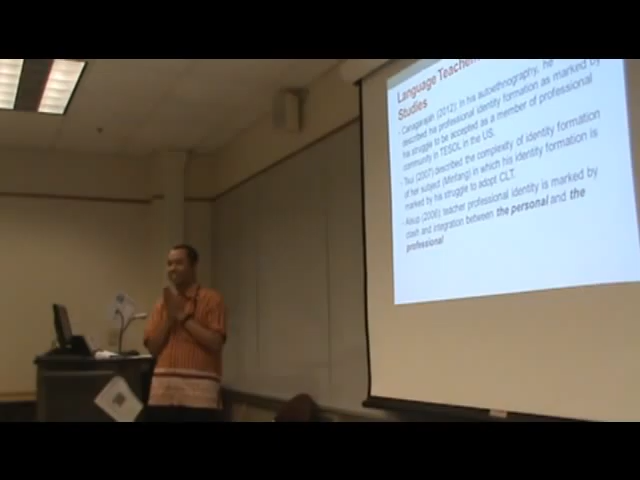 Language Teacher
Studies
- Canagarajah (2012): in his autoethnography, he
described his professional identity formation as marked by
his struggle to be accepted as a member of professional
community in TESOL in the US.
- Tsui (2007) described the complexity of identity formation
of her subject (Minfang) in which his identity formation is
marked by his struggle to adopt CLT.
- Alsup (2006): teacher professional identity is marked by
clash and integration between the personal and the
professional